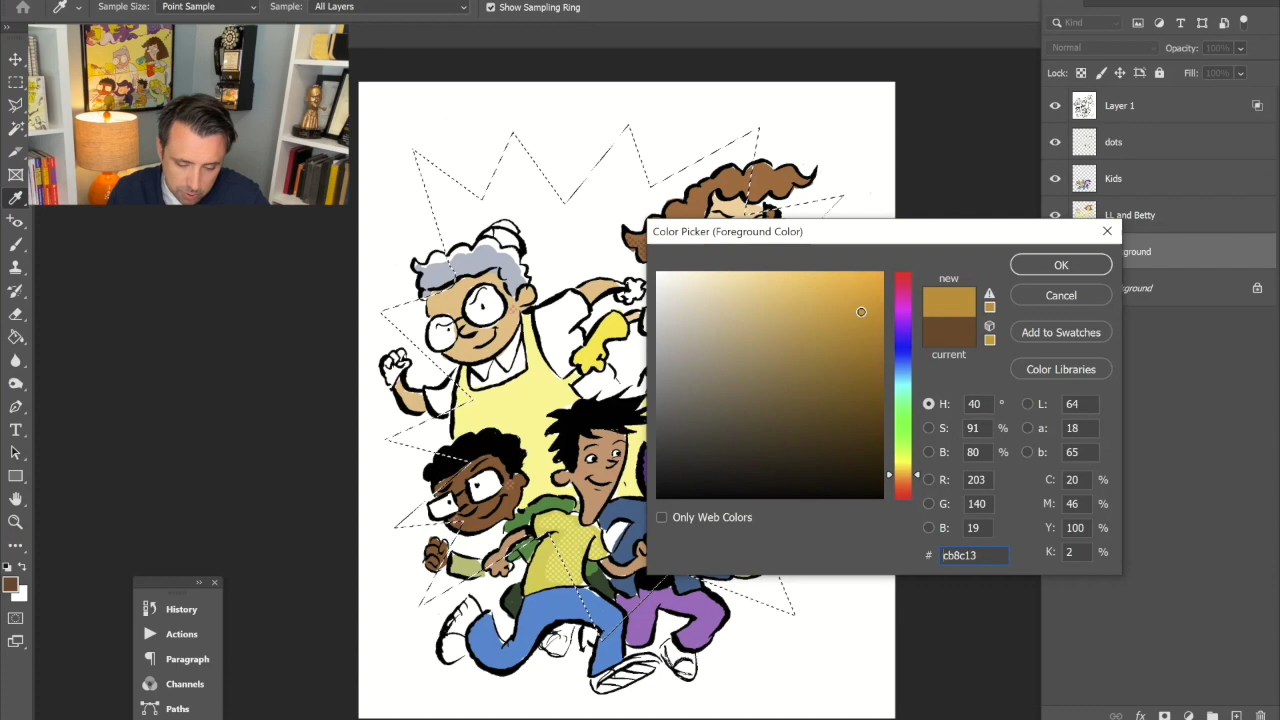 Sample Size: Point Sample Sample: All Layers Show Sampling Ring
Kind
Normal Opacity: 100%
Lock: Fill: 100%
Layer 1
dots
Kids
LL and Betty
ground
ground
Color Picker (Foreground Color)
new
current
OK
Cancel
Add to Swatches
Color Libraries
H: 40 ° L: 64
S: 91 % a: 18
B: 80 % b: 65
R: 203 C: 20 %
G: 140 M: 46 %
B: 19 Y: 100 %
# cb8c13 K: 2 %
Only Web Colors
History
Actions
Paragraph
Channels
Paths